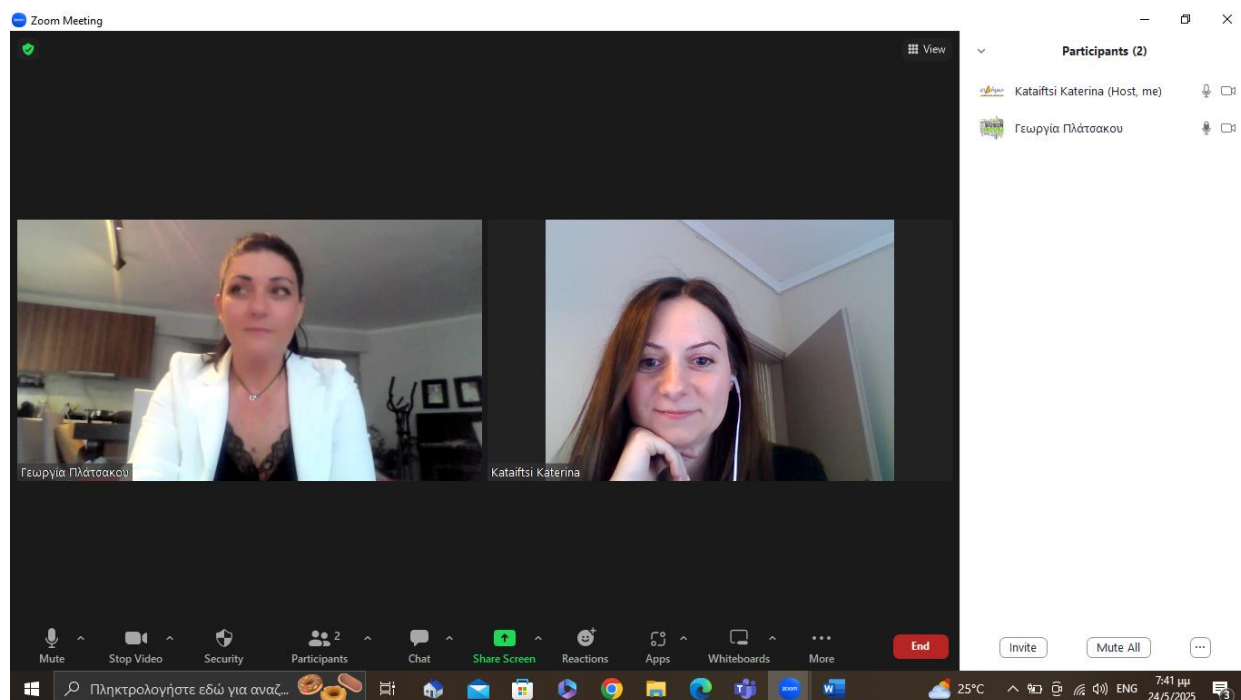 Zoom Meeting
View
Participants (2)
Kataiftsi Katerina (Host, me)
Γεωργία Πλάτσακου
Γεωργία Πλάτσακου
Kataiftsi Katerina
2
Mute
Stop Video
Security
Participants
Chat
Share Screen
Reactions
Apps
Whiteboards
More
End
Invite
Mute All
Πληκτρολογήστε εδώ για αναζ...
zoom
25°C
ENG
7:41 μμ
24/5/2025
3